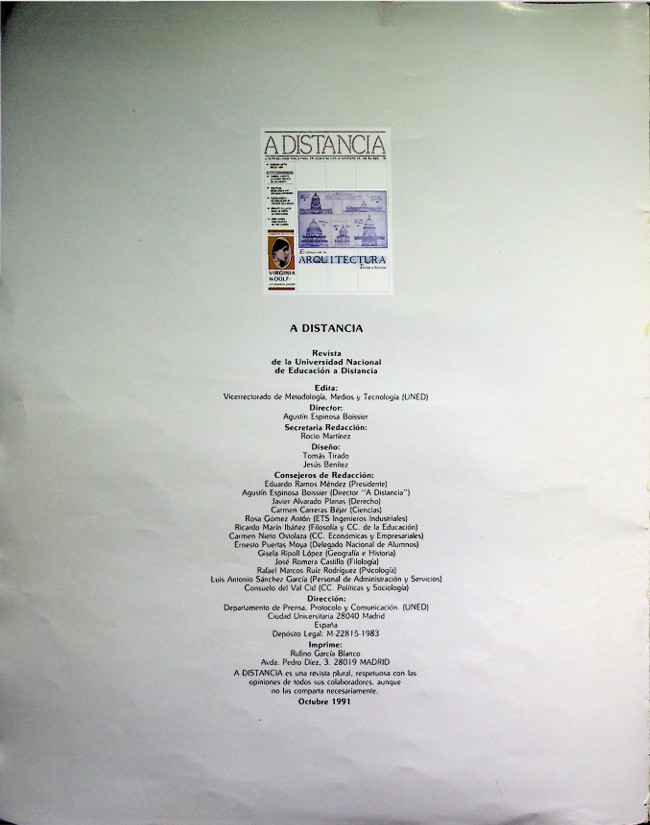 A DISTANCIA
ARQUITECTURA
VIRGINIA
WOOLF:
A DISTANCIA
Revista
de la Universidad Nacional
de Educación a Distancia
Edita:
Vicerrectorado de Metodología, Medios y Tecnología (UNED)
Director:
Agustín Espinosa Boissier
Secretaria Redacción:
Rocio Martínez
Diseño:
Tomás Tirado
Jesús Benítez
Consejeros de Redacción:
Eduardo Ramos Méndez (Presidente)
Agustín Espinosa Boissier (Director "A Distancia")
Javier Alvarado Planas (Derecho)
Carmen Carreras Béjar (Ciencias)
Rosa Gómez Antón (ETS Ingenieros Industriales)
Ricardo Marín Ibáñez (Filosofía y CC. de la Educación)
Carmen Nieto Ostolaza (CC. Económicas y Empresariales)
Ernesto Puertas Moya (Delegado Nacional de Alumnos)
Gisela Ripoll López (Geografía e Historia)
José Romera Castillo (Filología)
Rafael Marcos Ruiz Rodríguez (Psicología)
Luis Antonio Sánchez García (Personal de Administración y Servicios)
Consuelo del Val Cid (CC. Políticas y Sociología)
Dirección:
Departamento de Prensa, Protocolo y Comunicación. (UNED)
Ciudad Universitaria 28040 Madrid
España
Depósito Legal: M-22815-1983
Imprime:
Rufino García Blanco
Avda. Pedro Díez, 3. 28019 MADRID
A DISTANCIA es una revista plural, respetuosa con las
opiniones de todos sus colaboradores, aunque
no las comparta necesariamente.
Octubre 1991